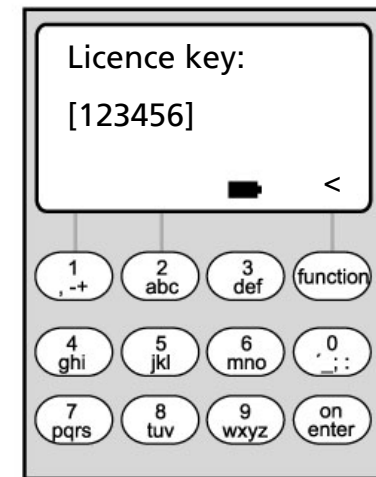 Licence key:
[123456]
<
1 2 3 function
, -+ abc def
4 5 6 0
ghi jkl mno ´_; :
7 8 9 on
pqrs tuv wxyz enter